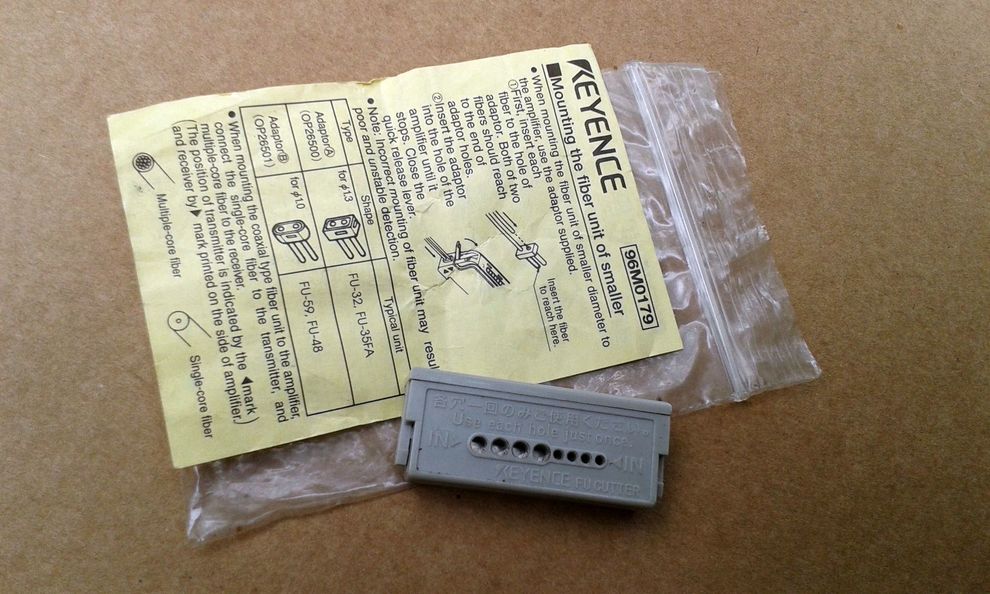 KEYENCE
96M0179
■Mounting the fiber unit of smaller
• When mounting the fiber unit of smaller diameter to
the amplifier, use the adaptor supplied.
①First, insert each
fiber to the hole of
adaptor. Both of two
fibers should reach
to the end of
adaptor holes.
②Insert the adaptor
into the hole of the
amplifier until it
stops. Close the
quick release lever.
Insert the fiber
to reach here.
• Note: Incorrect mounting of fiber unit may resul
poor and unstable detection.
Type Shape Typical unit
Adaptor Ⓐ
(OP26500)
for φ1.3
FU-32, FU-35FA
Adaptor Ⓑ
(OP26501)
for φ1.0
FU-59, FU-48
• When mounting the coaxial type fiber unit to the amplifier,
connect the single-core fiber to the transmitter, and
multiple-core fiber to the receiver.
(The position of transmitter is indicated by the ◀mark
and receiver by▶ mark printed on the side of amplifier.)
Multiple-core fiber
Single-core fiber
各穴一回のみご使用ください。
Use each hole just once.
IN> <IN
KEYENCE FU CUTTER